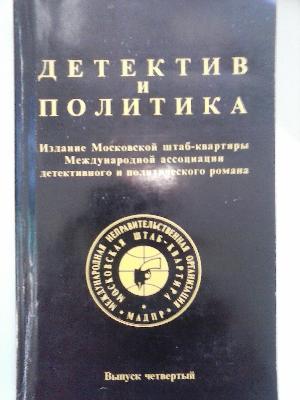 ДЕТЕКТИВ
и
ПОЛИТИКА
Издание Московской штаб-квартиры
Международной ассоциации
детективного и политического романа
МЕЖДУНАРОДНАЯ НЕПРАВИТЕЛЬСТВЕННАЯ ОРГАНИЗАЦИЯ
МОСКОВСКАЯ ШТАБ-КВАРТИРА
МАДПР
Выпуск четвертый